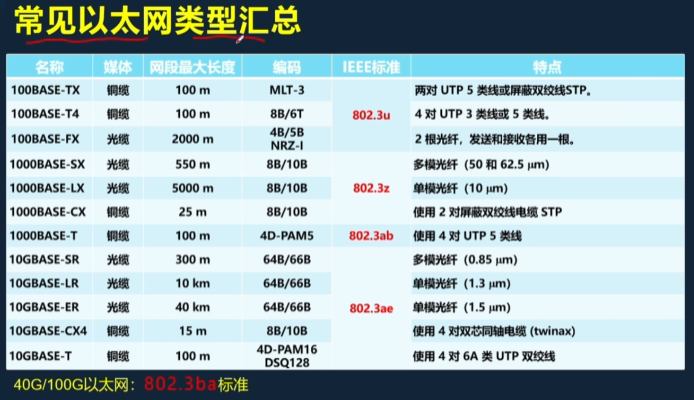 常见以太网类型汇总
名称 媒体 网段最大长度 编码 IEEE标准 特点
100BASE-TX 铜缆 100 m MLT-3 802.3u 两对 UTP 5 类线或屏蔽双绞线STP。
100BASE-T4 铜缆 100 m 8B/6T 4 对 UTP 3 类线或 5 类线。
100BASE-FX 光缆 2000 m 4B/5B NRZ-I 2 根光纤，发送和接收各用一根。
1000BASE-SX 光缆 550 m 8B/10B 802.3z 多模光纤（50 和 62.5 μm）
1000BASE-LX 光缆 5000 m 8B/10B 单模光纤（10 μm）
1000BASE-CX 铜缆 25 m 8B/10B 使用 2 对屏蔽双绞线电缆 STP
1000BASE-T 铜缆 100 m 4D-PAM5 802.3ab 使用 4 对 UTP 5 类线
10GBASE-SR 光缆 300 m 64B/66B 802.3ae 多模光纤（0.85 μm）
10GBASE-LR 光缆 10 km 64B/66B 单模光纤（1.3 μm）
10GBASE-ER 光缆 40 km 64B/66B 单模光纤（1.5 μm）
10GBASE-CX4 铜缆 15 m 8B/10B 使用 4 对双芯同轴电缆 (twinax)
10GBASE-T 铜缆 100 m 4D-PAM16 DSQ128 使用 4 对 6A 类 UTP 双绞线
40G/100G以太网：802.3ba标准